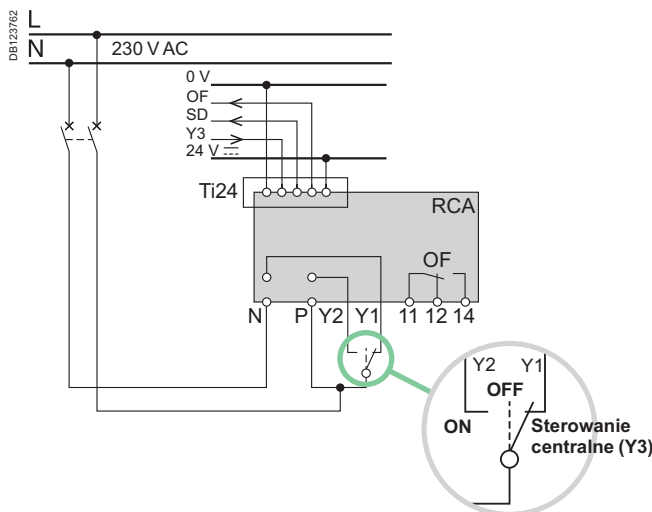 DB123762
L
N
230 V AC
0 V
OF
SD
Y3
24 V
Ti24
RCA
OF
N P Y2 Y1 11 12 14
Y2 Y1
OFF
ON
Sterowanie
centralne (Y3)